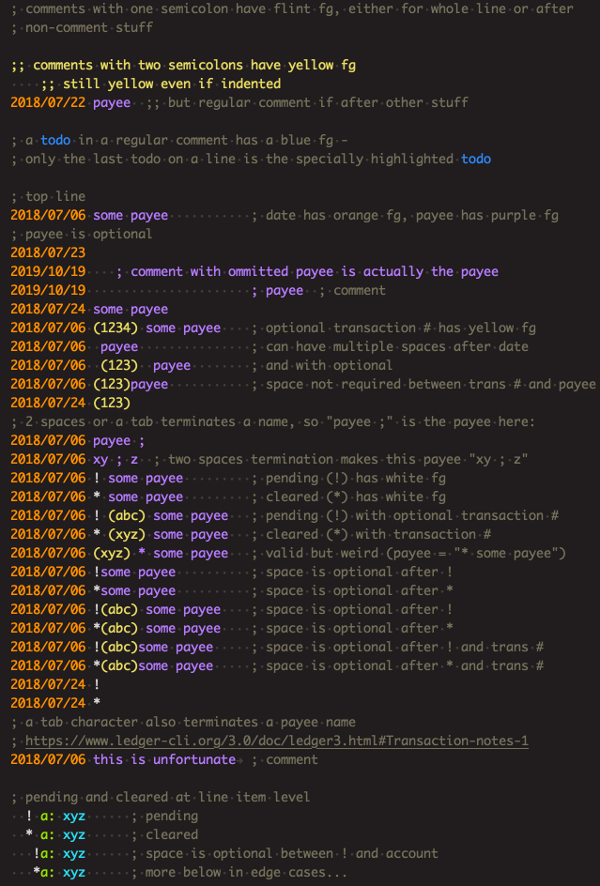 ; comments with one semicolon have flint fg, either for whole line or after
; non-comment stuff
;; comments with two semicolons have yellow fg
    ;; still yellow even if indented
2018/07/22 payee  ;; but regular comment if after other stuff
; a todo in a regular comment has a blue fg -
; only the last todo on a line is the specially highlighted todo
; top line
2018/07/06 some payee          ; date has orange fg, payee has purple fg
; payee is optional
2018/07/23
2019/10/19    ; comment with ommitted payee is actually the payee
2019/10/19                    ; payee  ; comment
2018/07/24 some payee
2018/07/06 (1234) some payee    ; optional transaction # has yellow fg
2018/07/06  payee              ; can have multiple spaces after date
2018/07/06  (123)  payee       ; and with optional
2018/07/06 (123)payee          ; space not required between trans # and payee
2018/07/24 (123)
; 2 spaces or a tab terminates a name, so "payee ;" is the payee here:
2018/07/06 payee ;
2018/07/06 xy ; z  ; two spaces termination makes this payee "xy ; z"
2018/07/06 ! some payee        ; pending (!) has white fg
2018/07/06 * some payee        ; cleared (*) has white fg
2018/07/06 ! (abc) some payee  ; pending (!) with optional transaction #
2018/07/06 * (xyz) some payee  ; cleared (*) with transaction #
2018/07/06 (xyz) * some payee  ; valid but weird (payee = "* some payee")
2018/07/06 !some payee         ; space is optional after !
2018/07/06 *some payee         ; space is optional after *
2018/07/06 !(abc) some payee   ; space is optional after !
2018/07/06 *(abc) some payee   ; space is optional after *
2018/07/06 !(abc)some payee    ; space is optional after ! and trans #
2018/07/06 *(abc)some payee    ; space is optional after * and trans #
2018/07/24 !
2018/07/24 *
; a tab character also terminates a payee name
; https://www.ledger-cli.org/3.0/doc/ledger3.html#Transaction-notes-1
2018/07/06 this is unfortunate  ; comment
; pending and cleared at line item level
  ! a: xyz     ; pending
  * a: xyz     ; cleared
   !a: xyz     ; space is optional between ! and account
   *a: xyz     ; more below in edge cases...